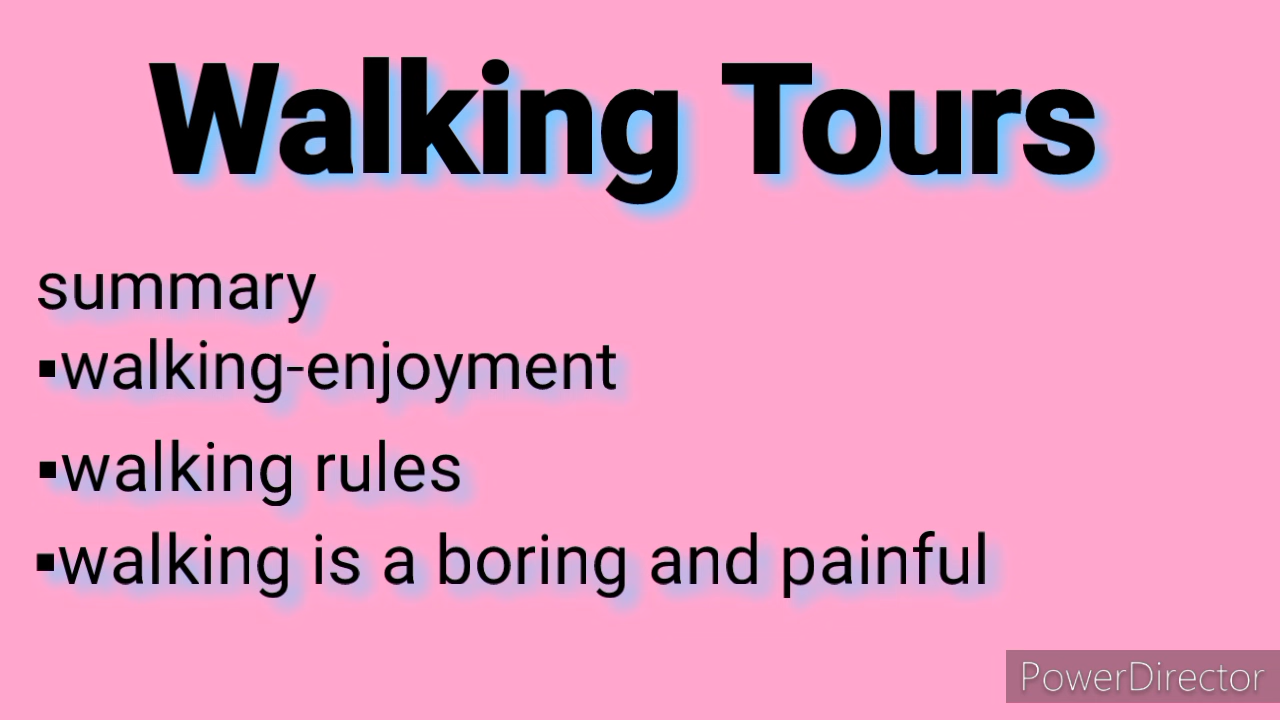 Walking Tours
summary
▪walking-enjoyment
▪walking rules
▪walking is a boring and painful
PowerDirector